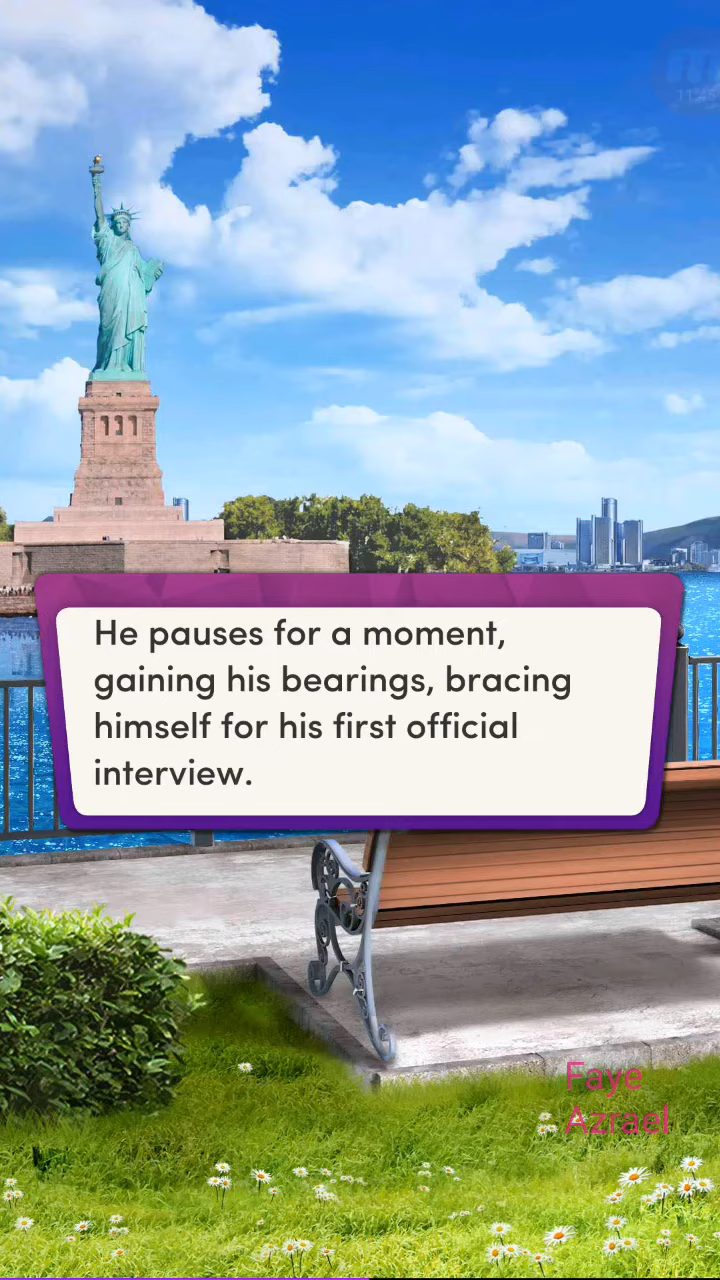 He pauses for a moment,
gaining his bearings, bracing
himself for his first official
interview.
Faye
Azrael